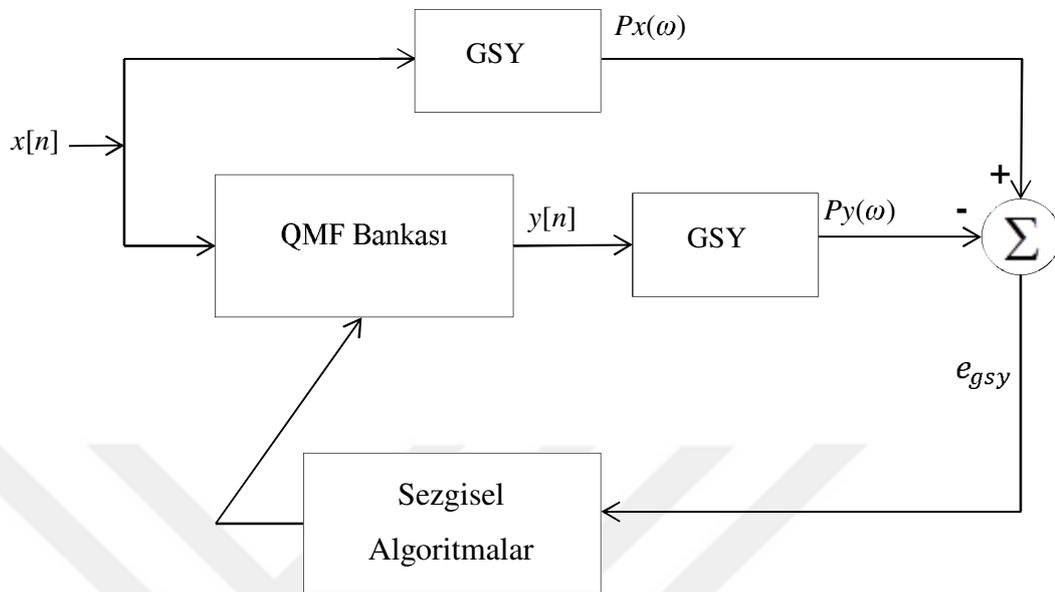 GSY
Px(ω)
x[n]
+
QMF Bankası
y[n]
GSY
Py(ω)
-
Σ
e_gsy
Sezgisel
Algoritmalar